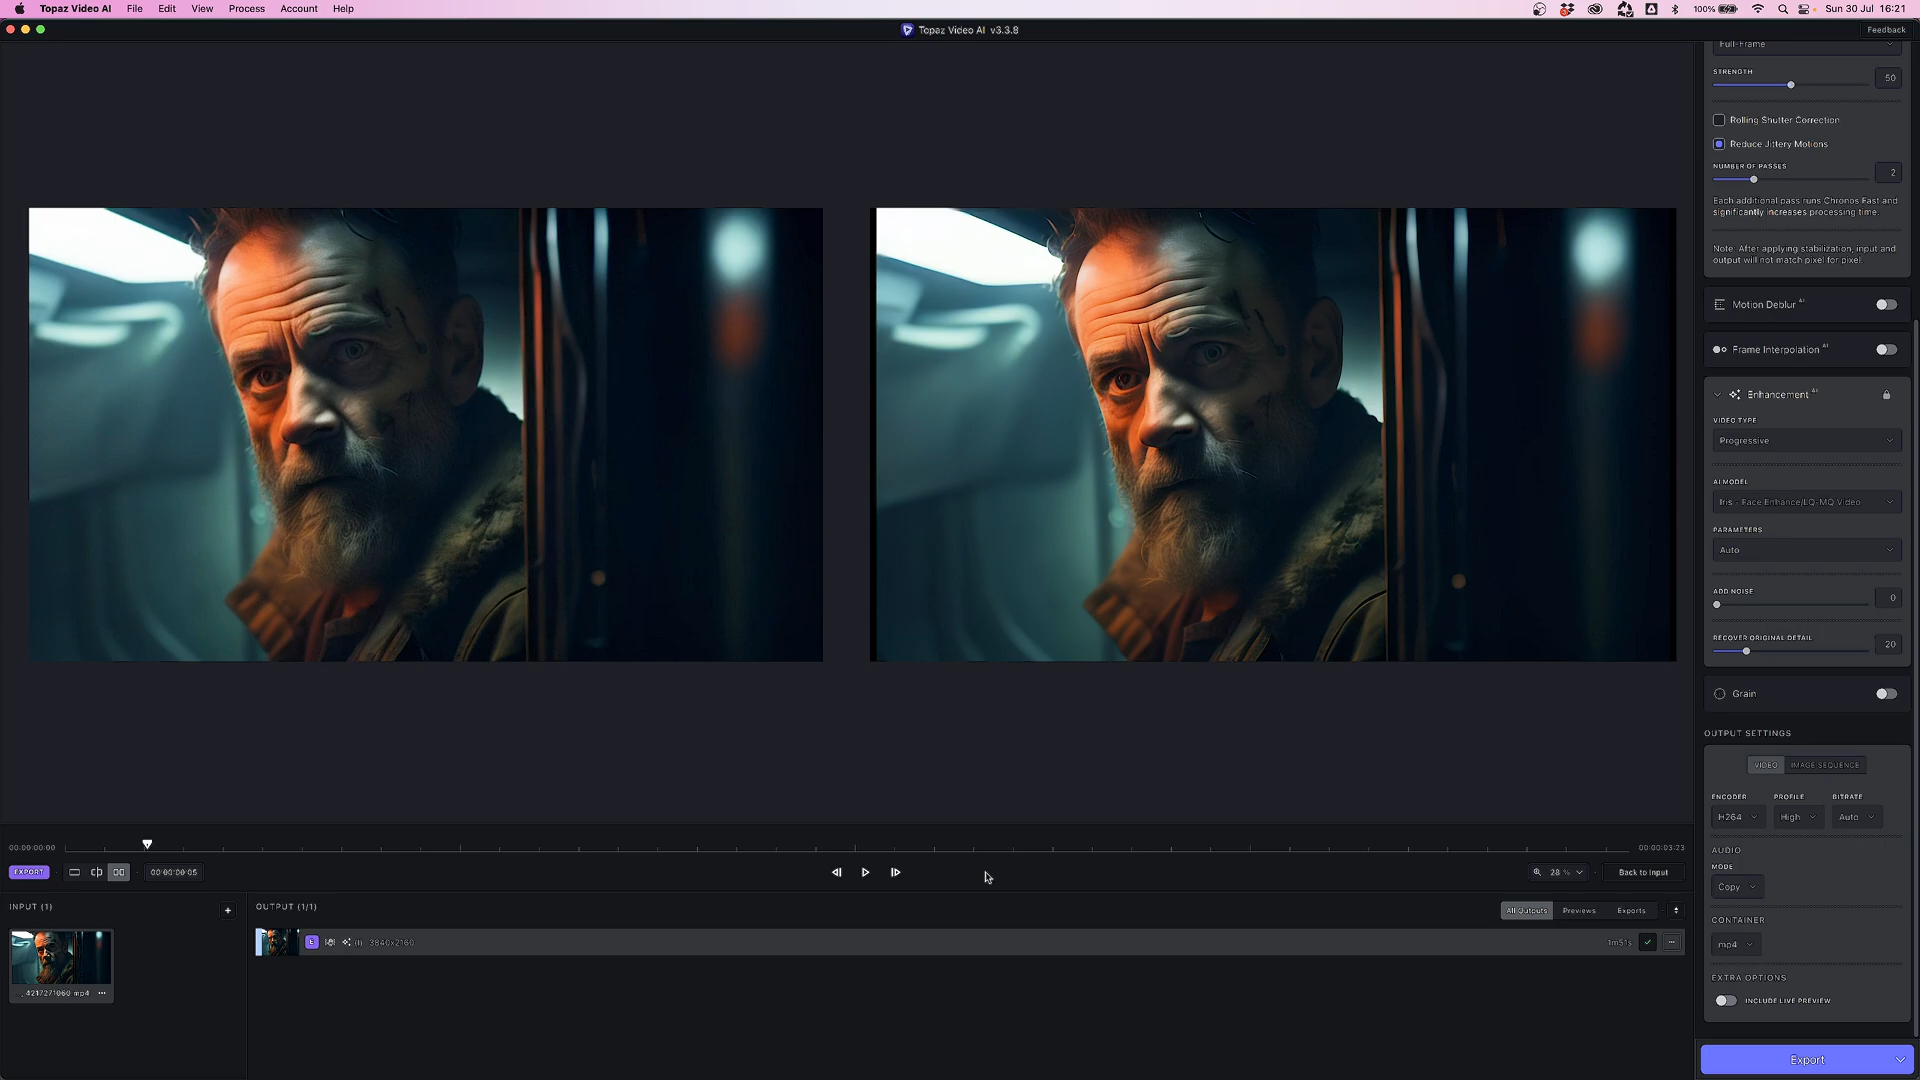 Topaz Video AI File Edit View Process Account Help
100% Sun 30 Jul 16:21
Topaz Video AI v3.3.8
Feedback
Full-Frame
STRENGTH
50
Rolling Shutter Correction
Reduce Jittery Motions
NUMBER OF PASSES
2
Each additional pass runs Chronos Fast and
significantly increases processing time.
Note: After applying stabilization, input and
output will not match pixel for pixel.
Motion Deblur AI
Frame Interpolation AI
Enhancement AI
VIDEO TYPE
Progressive
AI MODEL
Iris - Face Enhance/LQ-MQ Video
PARAMETERS
Auto
ADD NOISE
0
RECOVER ORIGINAL DETAIL
20
Grain
OUTPUT SETTINGS
VIDEO IMAGE SEQUENCE
ENCODER PROFILE BITRATE
H264 High Auto
AUDIO
MODE
Copy
CONTAINER
mp4
EXTRA OPTIONS
INCLUDE LIVE PREVIEW
Export
00:00:00:00
00:00:03:23
EXPORT
00:00:00:05
28 %
Back to Input
INPUT (1)
+
OUTPUT (1/1)
All Outputs Previews Exports
E
(I) 3840x2160
1m51s
_4217271060.mp4 ...